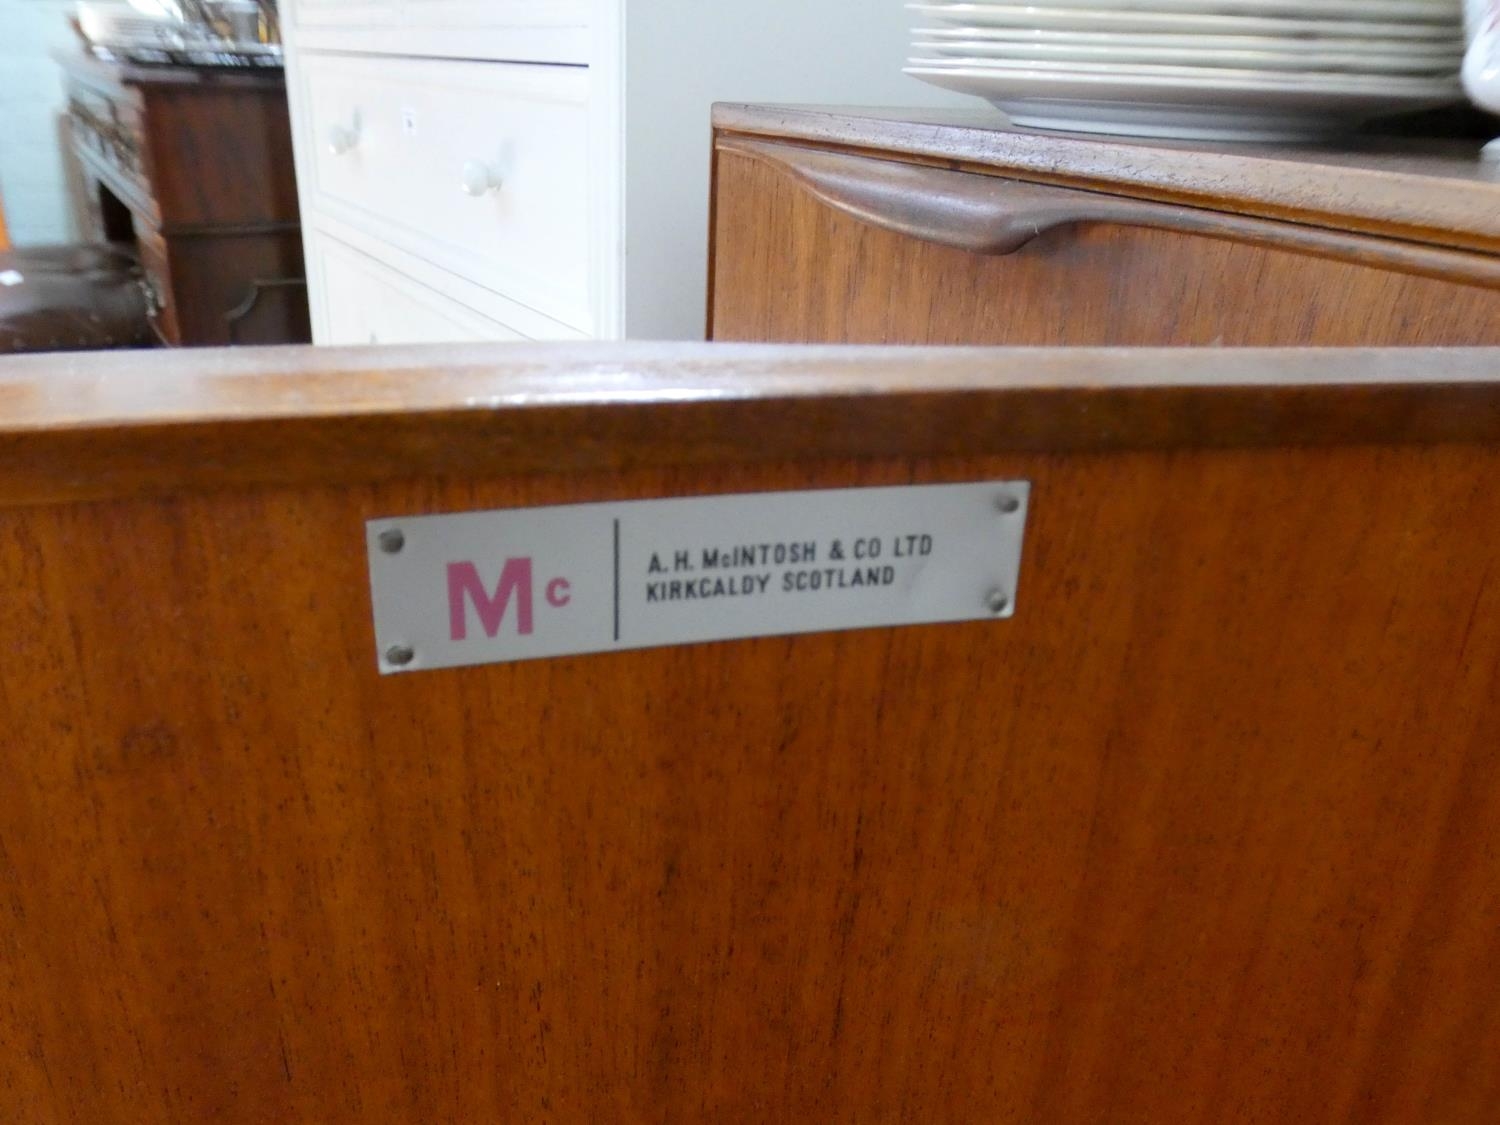 Mc
A. H. McINTOSH & CO LTD
KIRKCALDY SCOTLAND